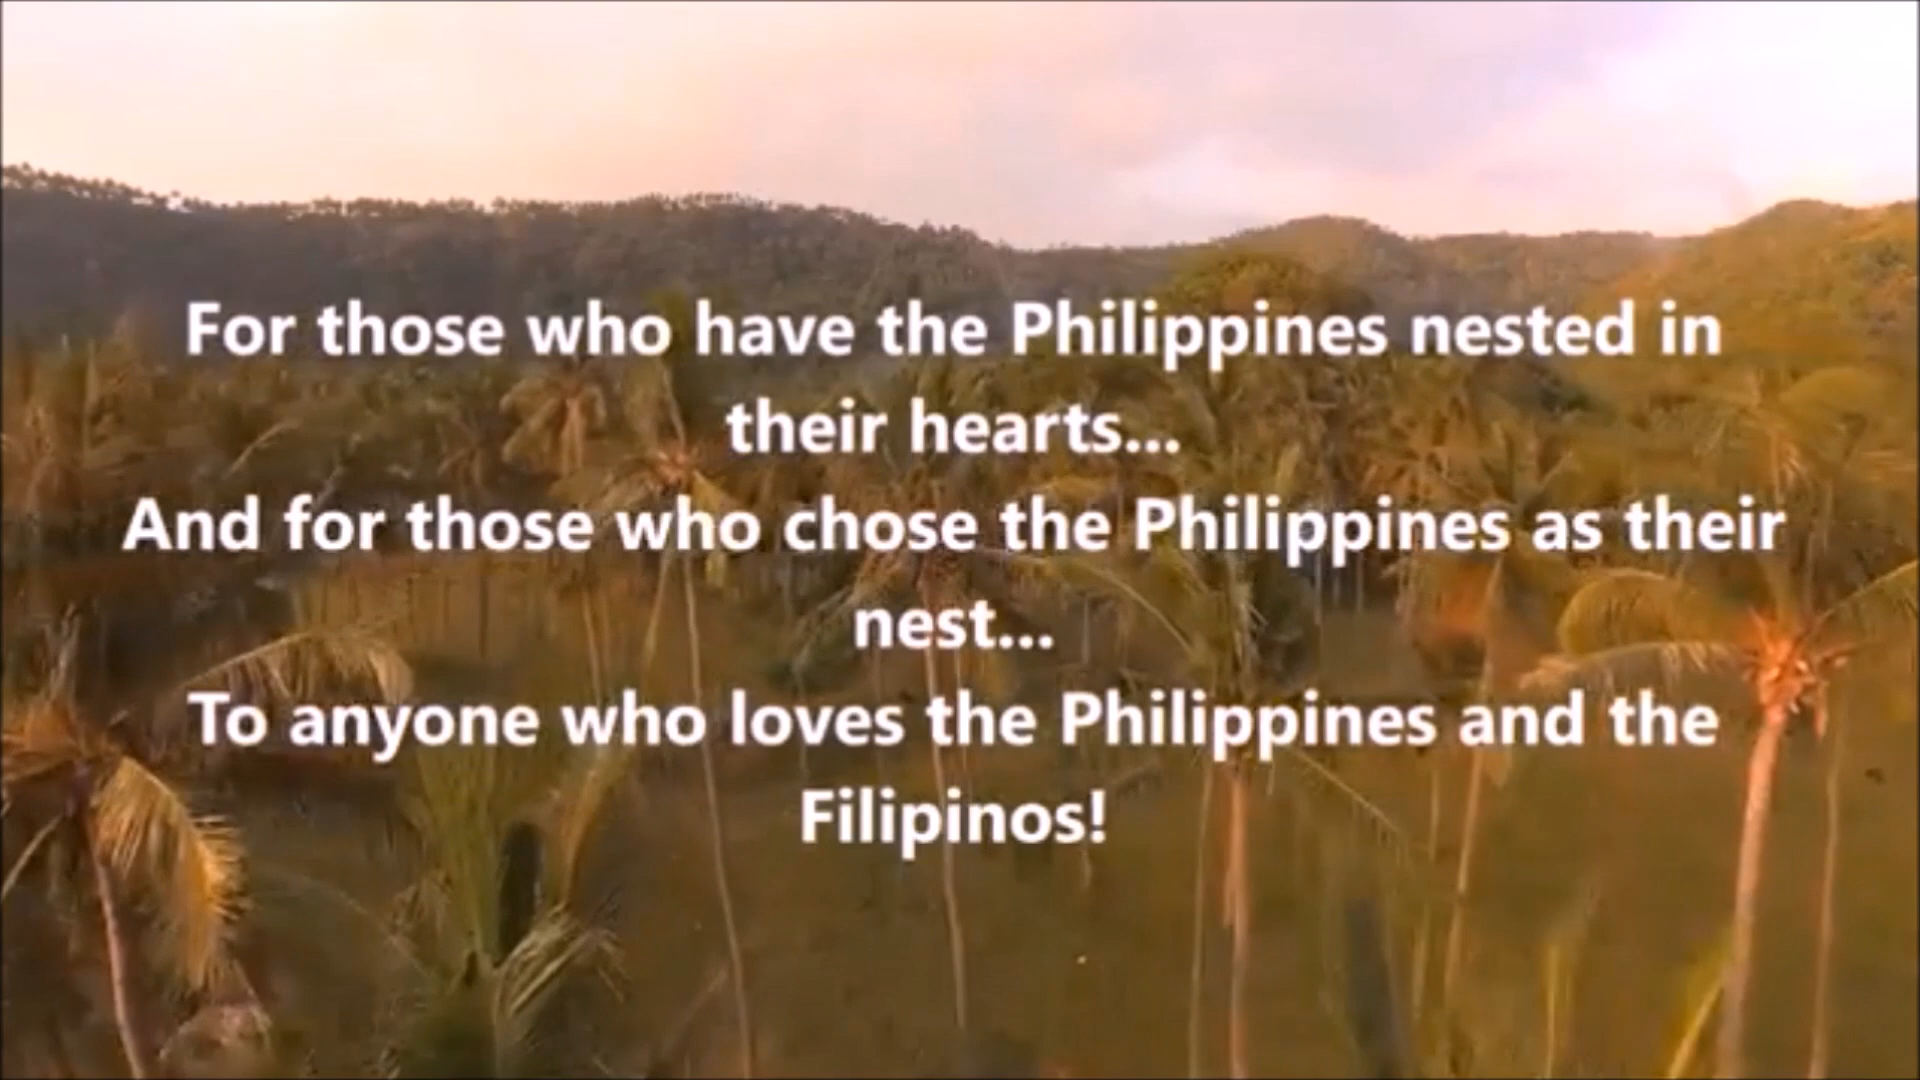 For those who have the Philippines nested in
their hearts...
And for those who chose the Philippines as their
nest...
To anyone who loves the Philippines and the
Filipinos!